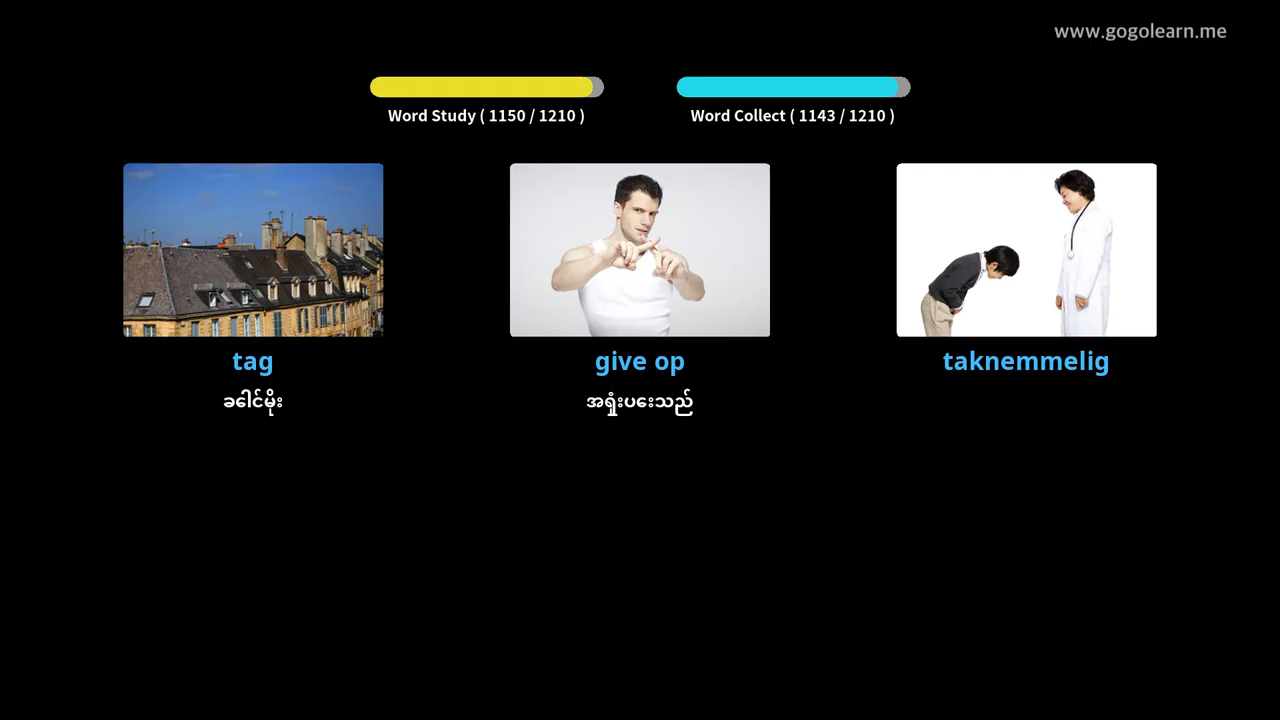 www.gogolearn.me
Word Study ( 1150 / 1210 )
Word Collect ( 1143 / 1210 )
tag
give op
taknemmelig
ခေါင်မိုး
အရှုံးပေးသည်